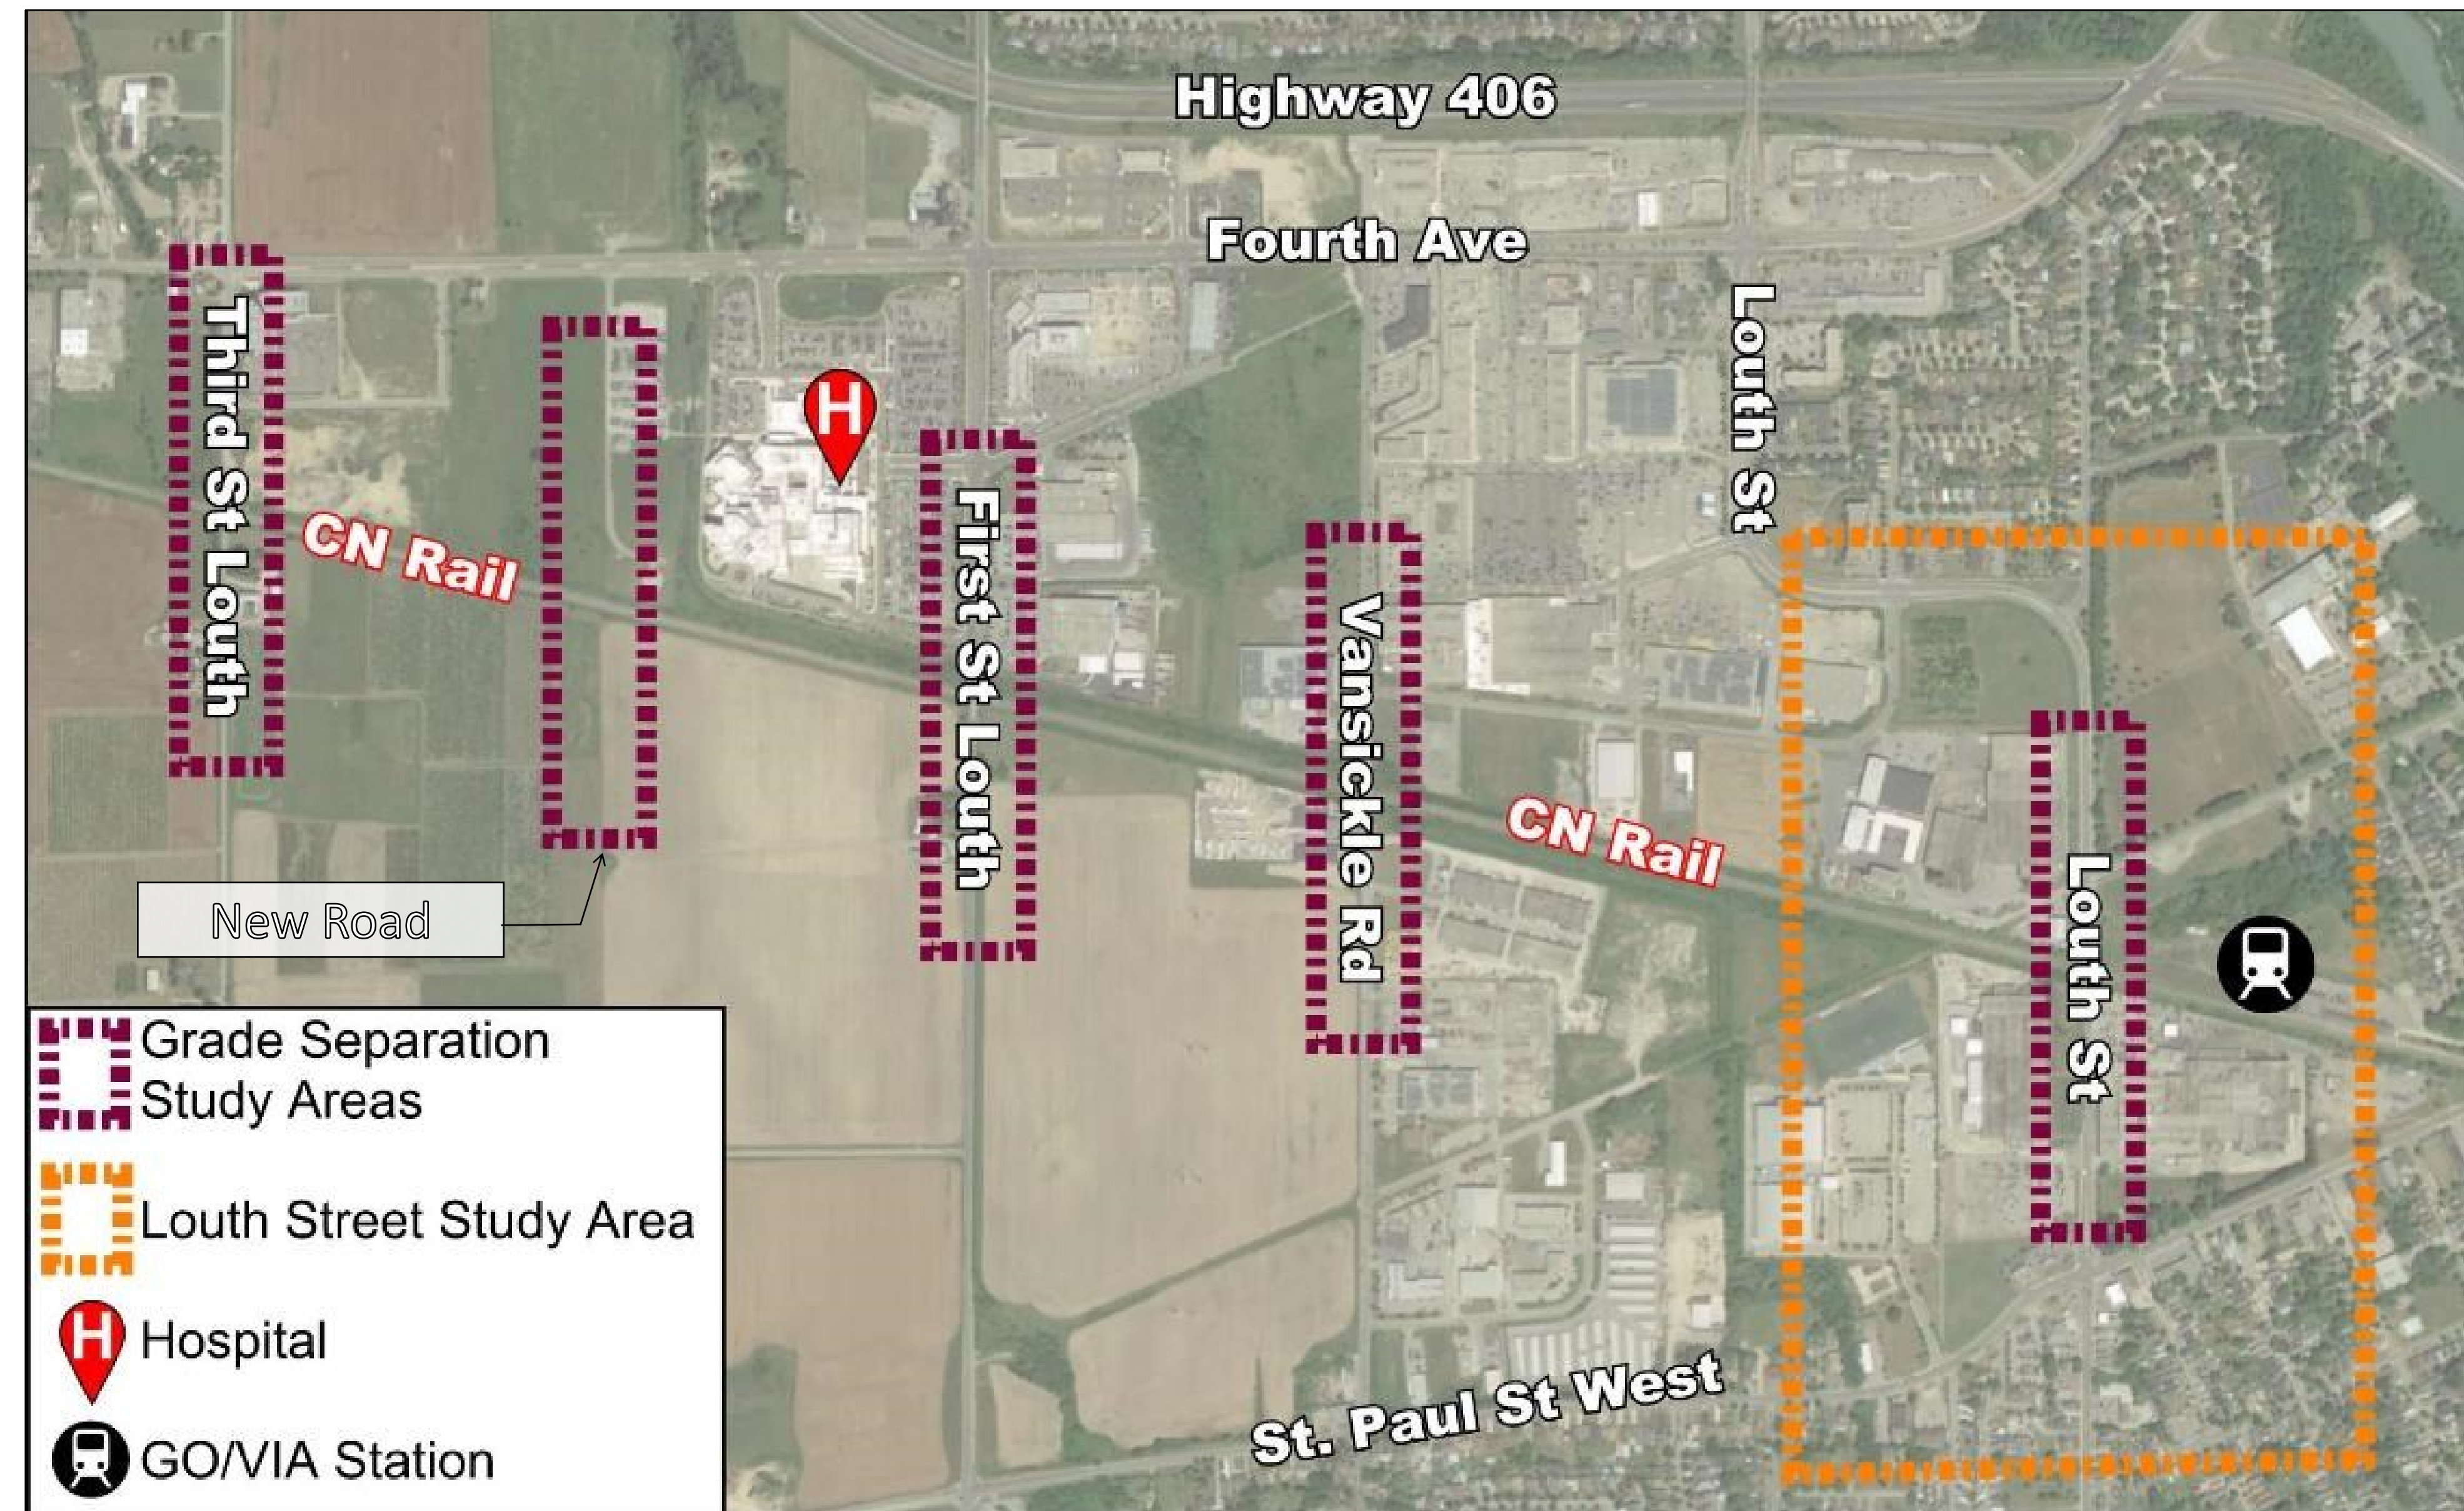 Highway 406
Fourth Ave
Louth St
Third St Louth
H
First St Louth
CN Rail
Vansickle Rd
CN Rail
Louth St
New Road
Grade Separation
Study Areas
Louth Street Study Area
H
Hospital
GO/VIA Station
St. Paul St West